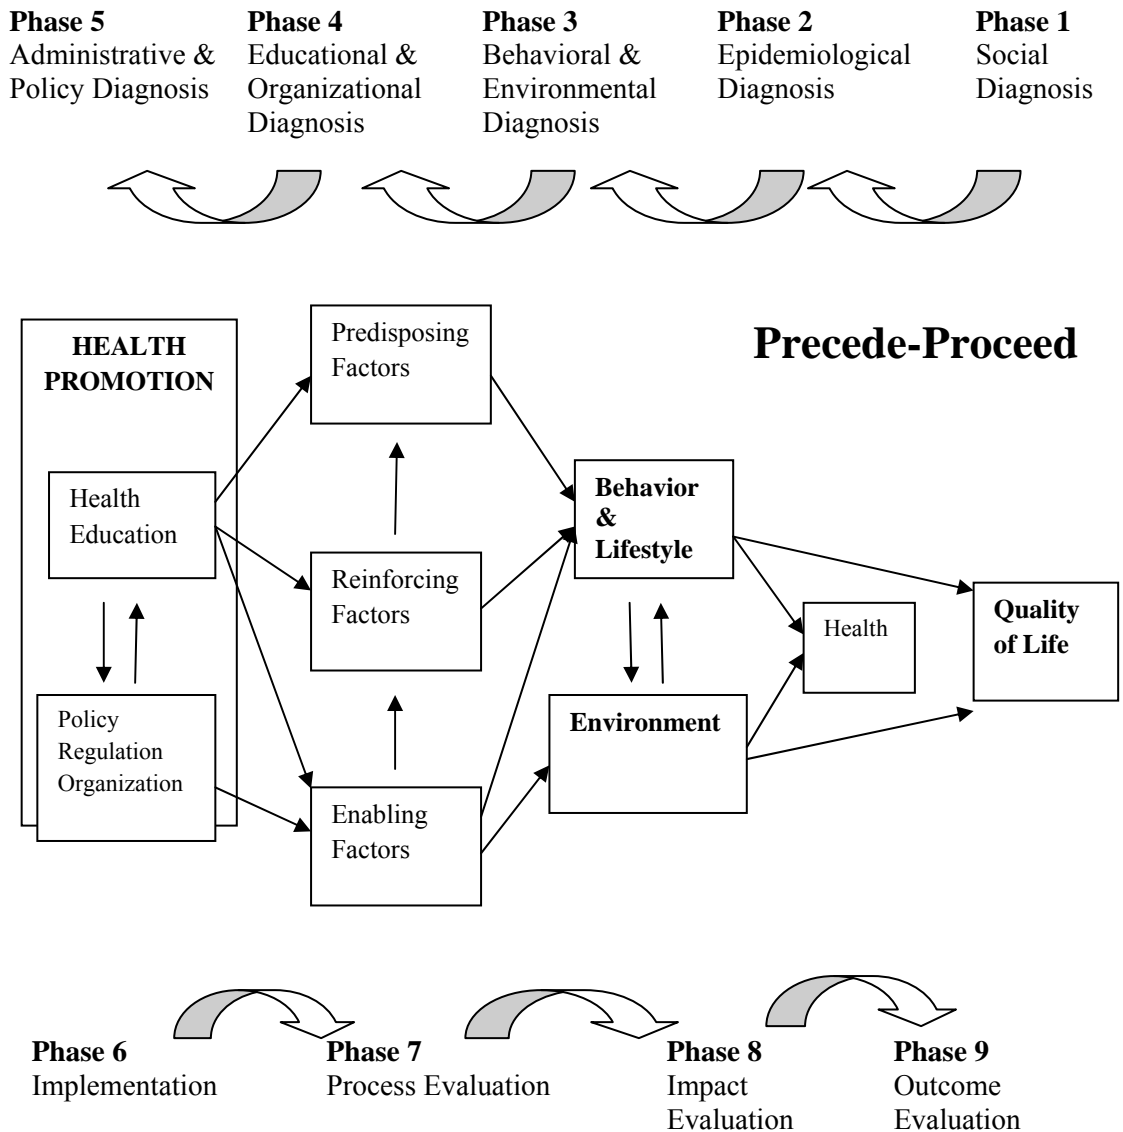 Phase 5
Administrative &
Policy Diagnosis
Phase 4
Educational &
Organizational
Diagnosis
Phase 3
Behavioral &
Environmental
Diagnosis
Phase 2
Epidemiological
Diagnosis
Phase 1
Social
Diagnosis
Precede-Proceed
HEALTH
PROMOTION
Health
Education
Policy
Regulation
Organization
Predisposing
Factors
Reinforcing
Factors
Enabling
Factors
Behavior
&
Lifestyle
Environment
Health
Quality
of Life
Phase 6
Implementation
Phase 7
Process Evaluation
Phase 8
Impact
Evaluation
Phase 9
Outcome
Evaluation